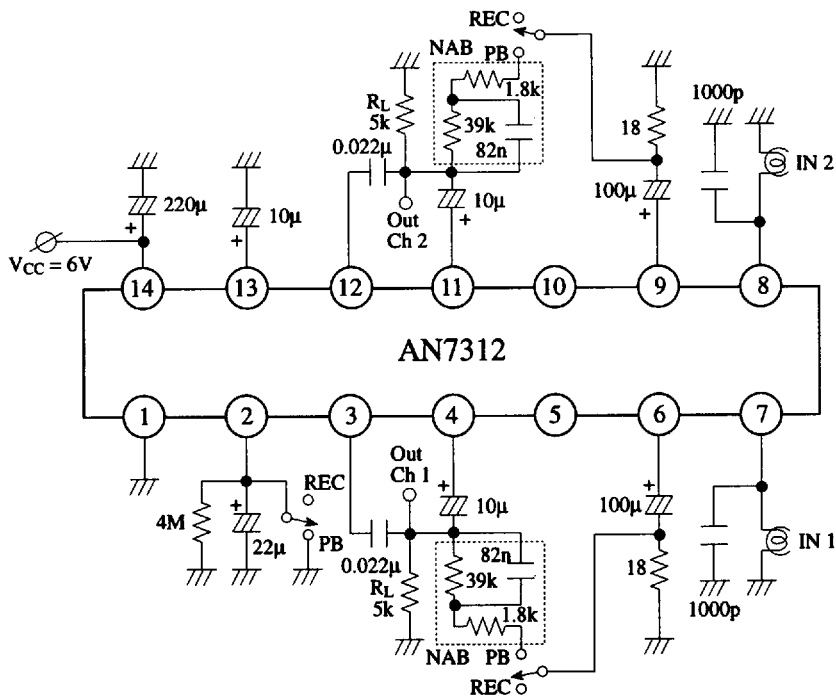 REC
NAB
PB
1.8k
1000p
RL
5k
39k
18
82n
0.022μ
IN 2
220μ
10μ
10μ
100μ
Out
Ch 2
VCC = 6V
14
13
12
11
10
9
8
AN7312
1
2
3
4
5
6
7
Out
Ch 1
REC
4M
22μ
PB
10μ
100μ
0.022μ
82n
39k
RL
5k
1.8k
18
IN 1
1000p
NAB
PB
REC